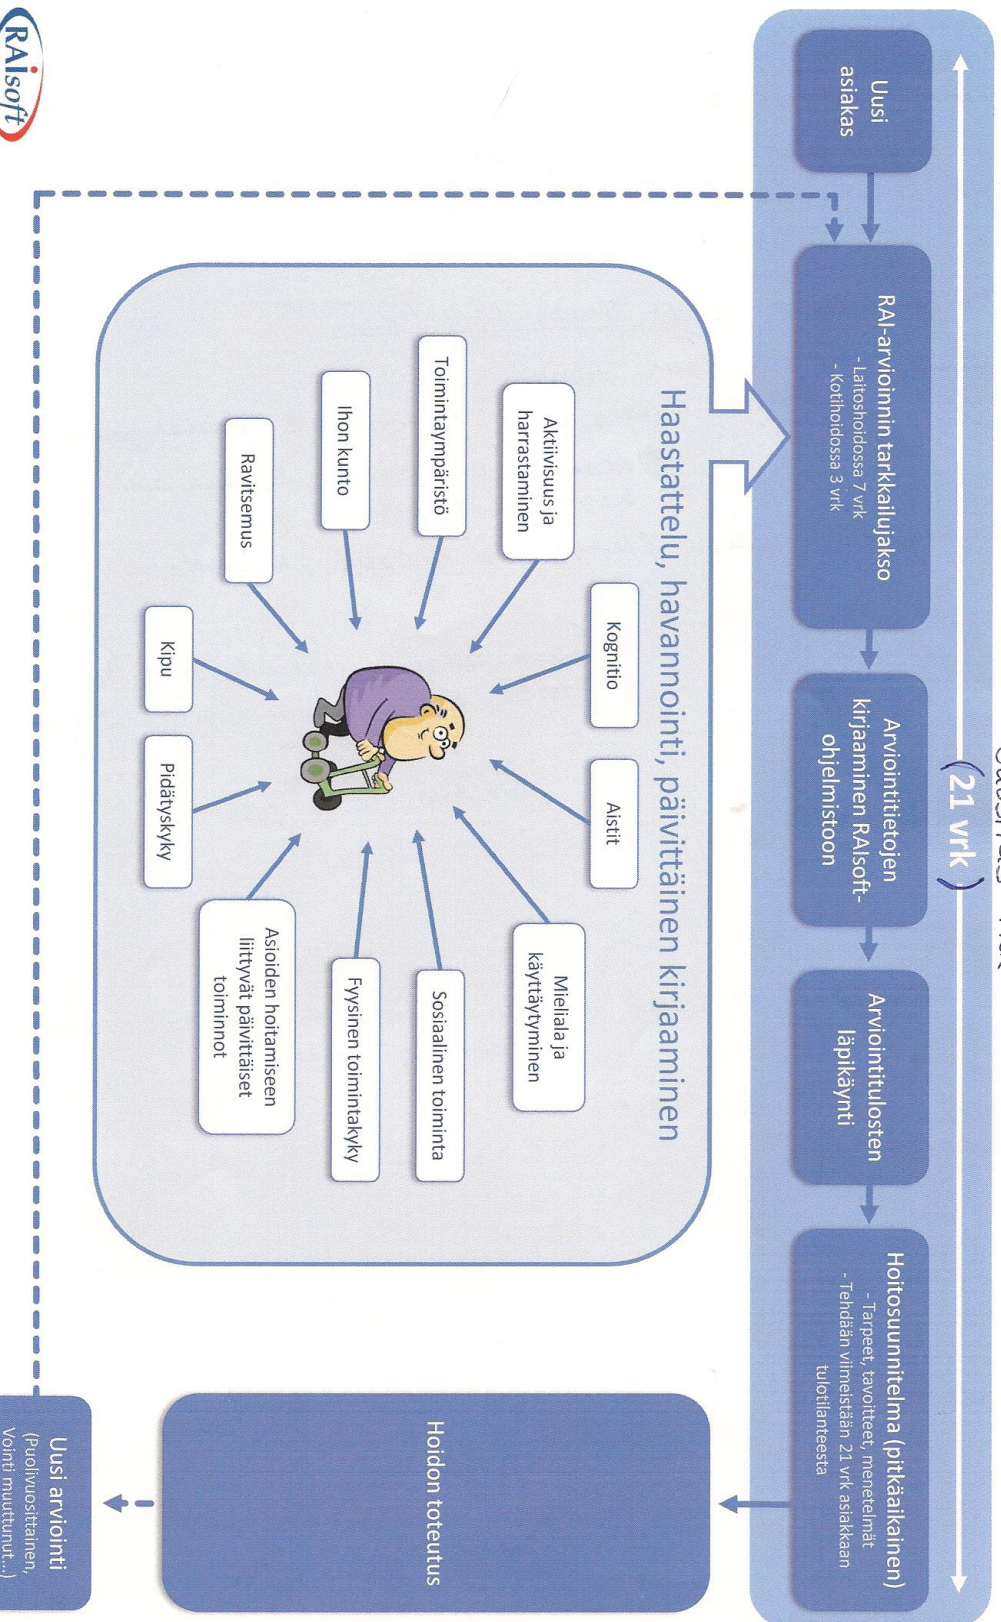 (21 vrk)
Uusi
asiakas
RAI-arvioinnin tarkkailujakso
- Laitoshoidossa 7 vrk
- Kotihoidossa 3 vrk
Arviointitietojen
kirjaaminen RAIsoft-
ohjelmistoon
Arviointitulosten
läpikäynti
Hoitosuunnitelma (pitkäaikainen)
- Tarpeet, tavoitteet, menetelmät
- Tehdään viimeistään 21 vrk asiakkaan
tulotilanteesta
Haastattelu, havannointi, päivittäinen kirjaaminen
Kognitio
Aistit
Aktiivisuus ja
harrastaminen
Mieliala ja
käyttäytyminen
Toimintaympäristö
Sosiaalinen toiminta
Ihon kunto
Fyysinen toimintakyky
Ravitsemus
Asioiden hoitamiseen
liittyvät päivittäiset
toiminnot
Kipu
Pidätyskyky
Hoidon toteutus
Uusi arviointi
(Puolivuosittainen,
Vointi muuttunut...)
RAIsoft